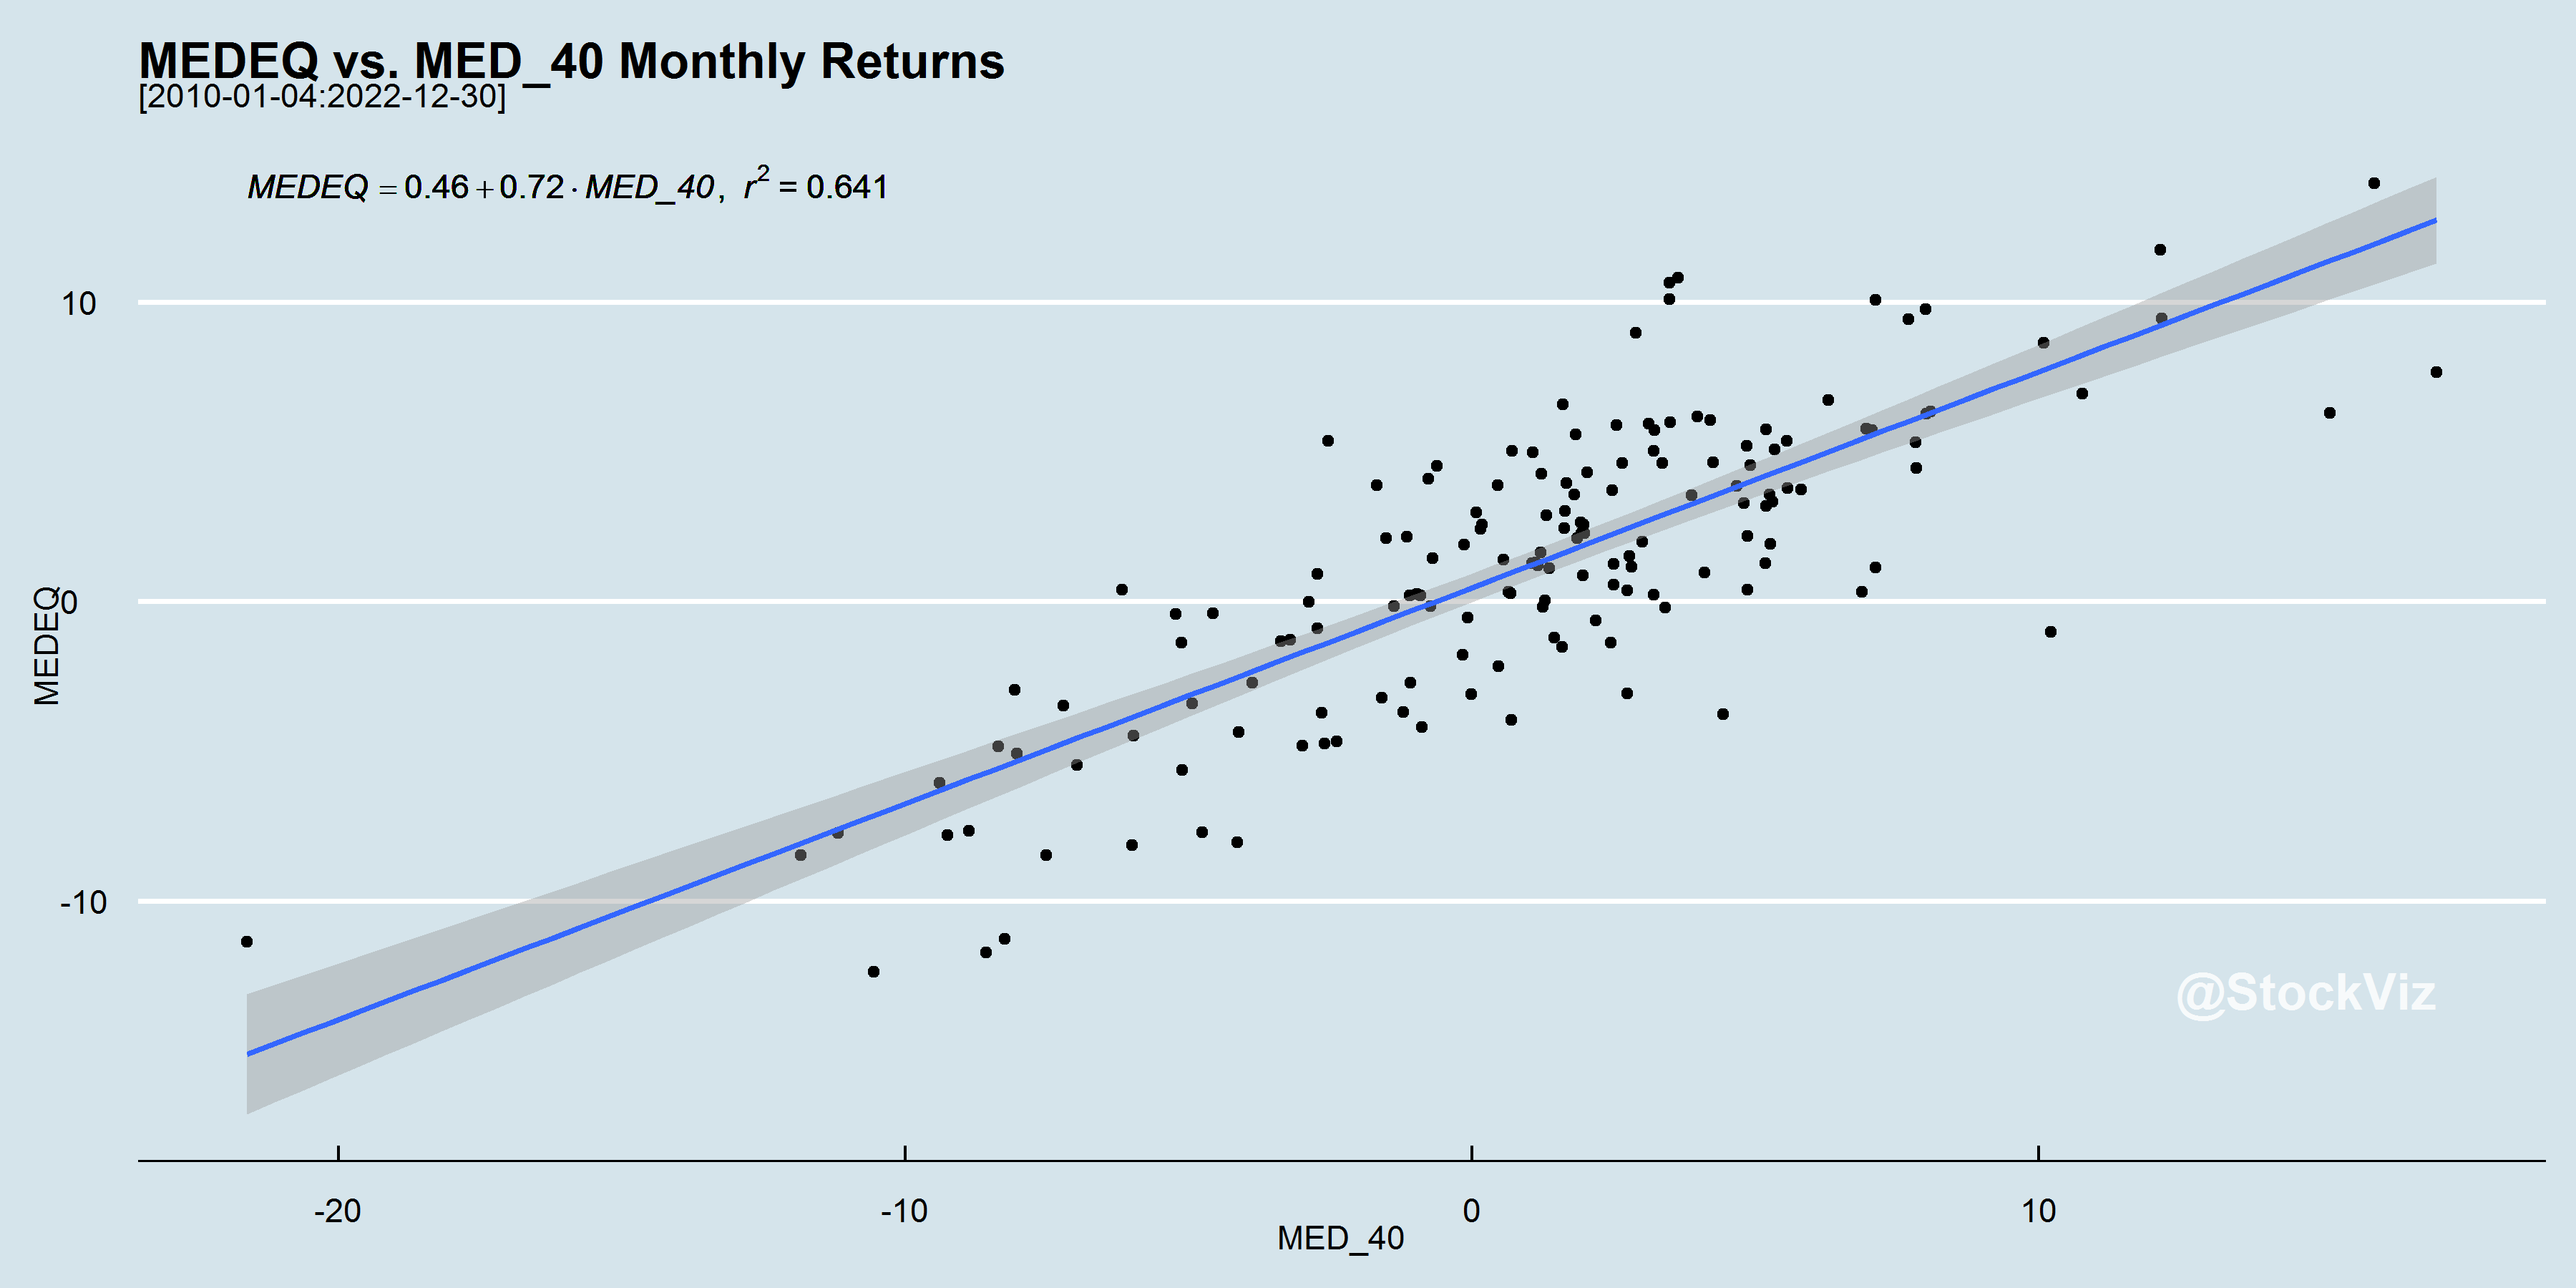 MEDEQ vs. MED_40 Monthly Returns
[2010-01-04:2022-12-30]
MEDEQ = 0.46 + 0.72 · MED_40, r² = 0.641
10
0
-10
MEDEQ
@StockViz
-20 -10 0 10
MED_40